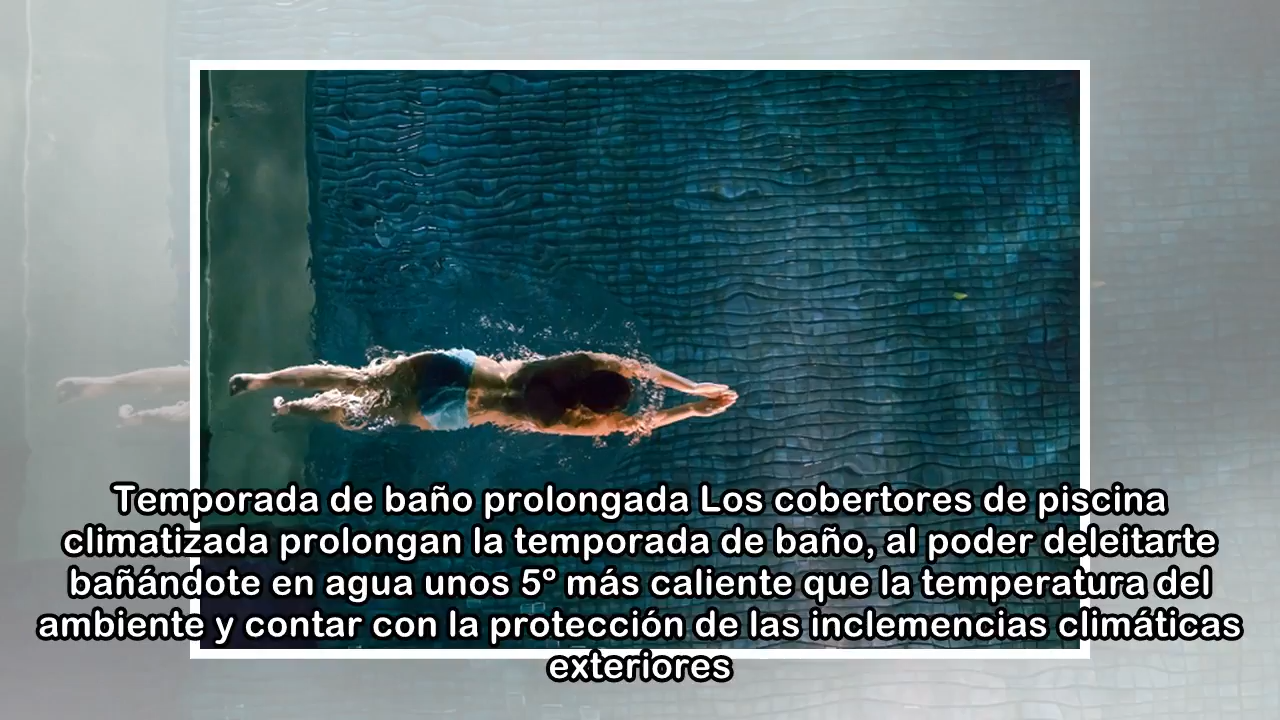 Temporada de baño prolongada Los cobertores de piscina
climatizada prolongan la temporada de baño, al poder deleitarte
bañándote en agua unos 5º más caliente que la temperatura del
ambiente y contar con la protección de las inclemencias climáticas
exteriores